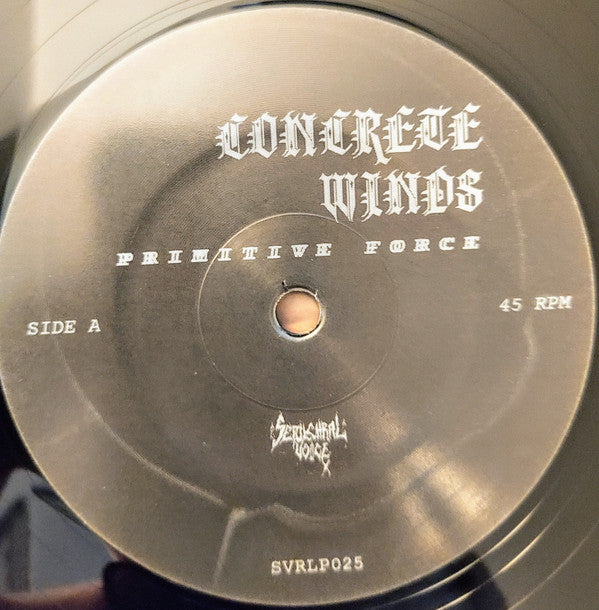 CONCRETE
WINDS
PRIMITIVE FORCE
SIDE A
45 RPM
SEPULCHRAL
VOICE
SVRLP025